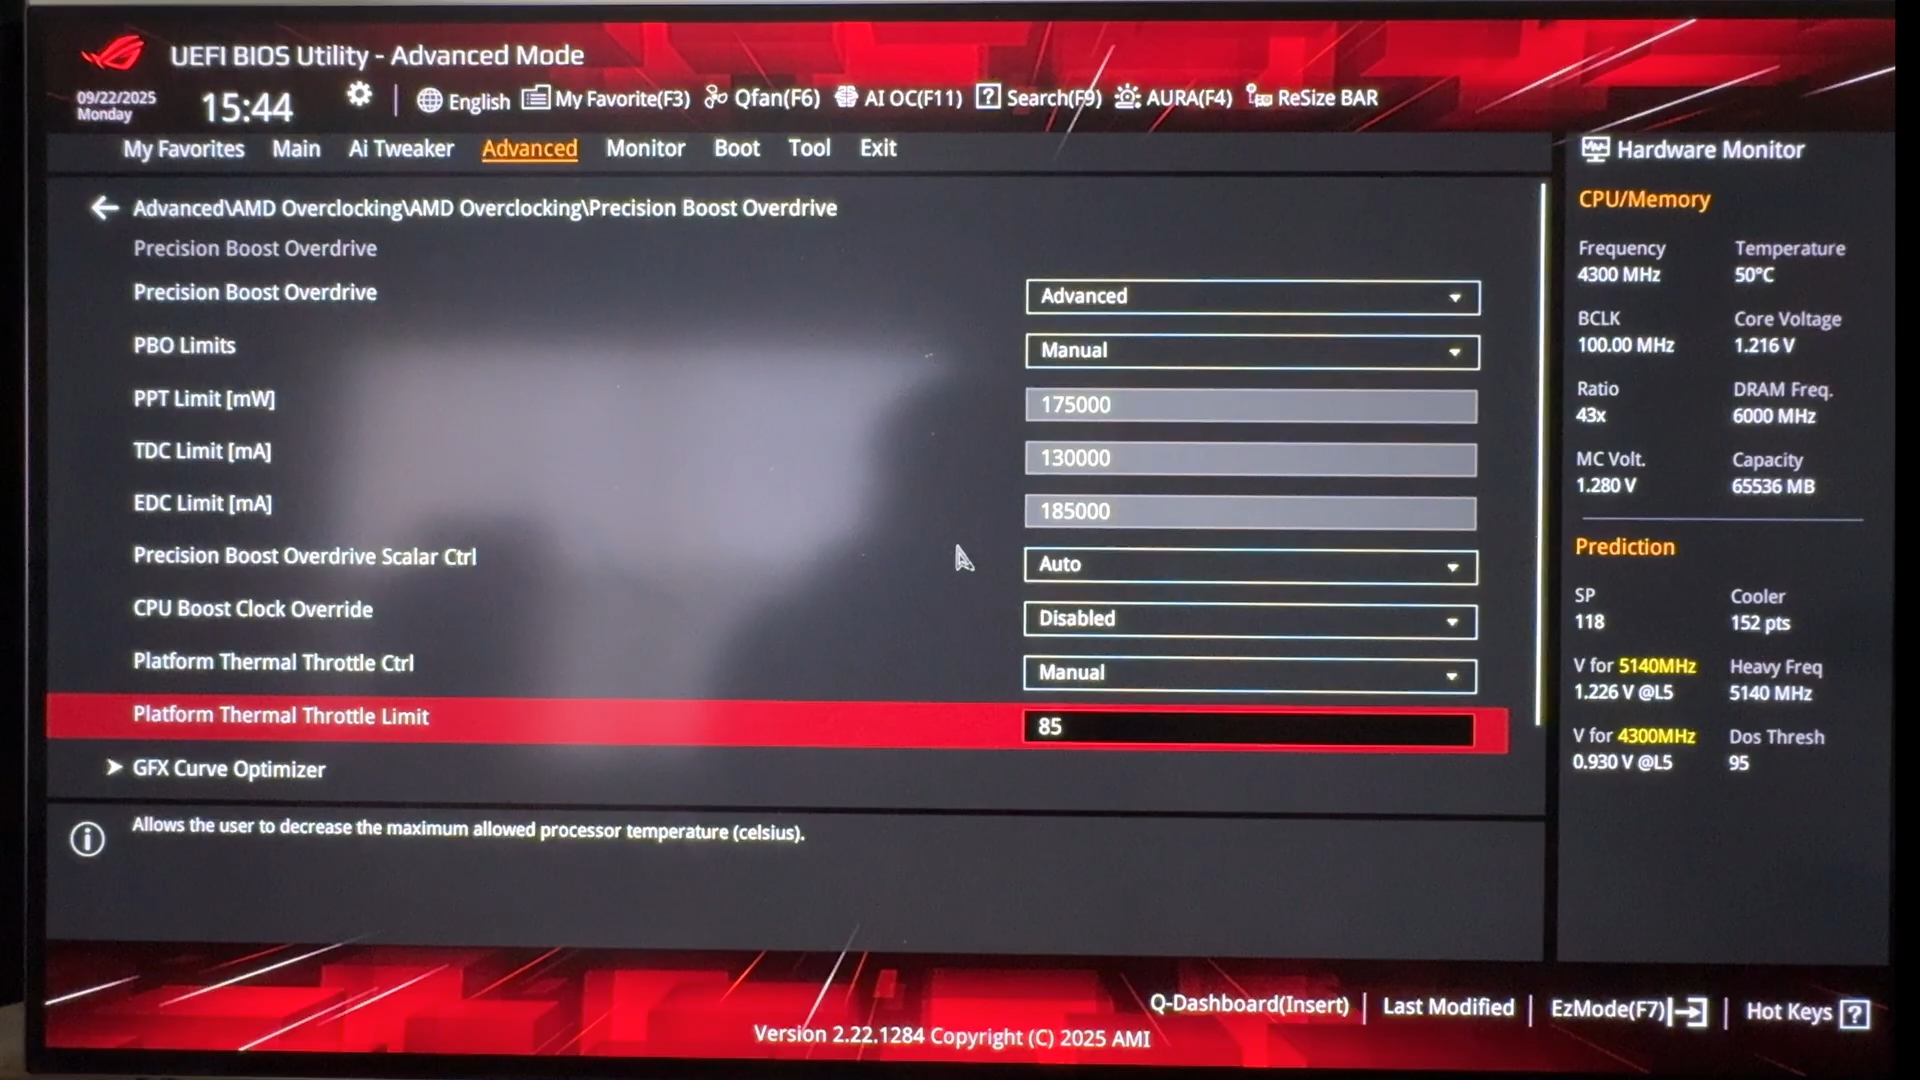 UEFI BIOS Utility - Advanced Mode
09/22/2025
Monday
15:44
English
My Favorite(F3)
Qfan(F6)
AI OC(F11)
Search(F9)
AURA(F4)
ReSize BAR
My Favorites
Main
Ai Tweaker
Advanced
Monitor
Boot
Tool
Exit
Advanced\AMD Overclocking\AMD Overclocking\Precision Boost Overdrive
Precision Boost Overdrive
Precision Boost Overdrive
Advanced
PBO Limits
Manual
PPT Limit [mW]
175000
TDC Limit [mA]
130000
EDC Limit [mA]
185000
Precision Boost Overdrive Scalar Ctrl
Auto
CPU Boost Clock Override
Disabled
Platform Thermal Throttle Ctrl
Manual
Platform Thermal Throttle Limit
85
GFX Curve Optimizer
Allows the user to decrease the maximum allowed processor temperature (celsius).
Hardware Monitor
CPU/Memory
Frequency
Temperature
4300 MHz
50°C
BCLK
Core Voltage
100.00 MHz
1.216 V
Ratio
DRAM Freq.
43x
6000 MHz
MC Volt.
Capacity
1.280 V
65536 MB
Prediction
SP
Cooler
118
152 pts
V for 5140MHz
Heavy Freq
1.226 V @L5
5140 MHz
V for 4300MHz
Dos Thresh
0.930 V @L5
95
Q-Dashboard(Insert)
Last Modified
EzMode(F7)
Hot Keys
Version 2.22.1284 Copyright (C) 2025 AMI